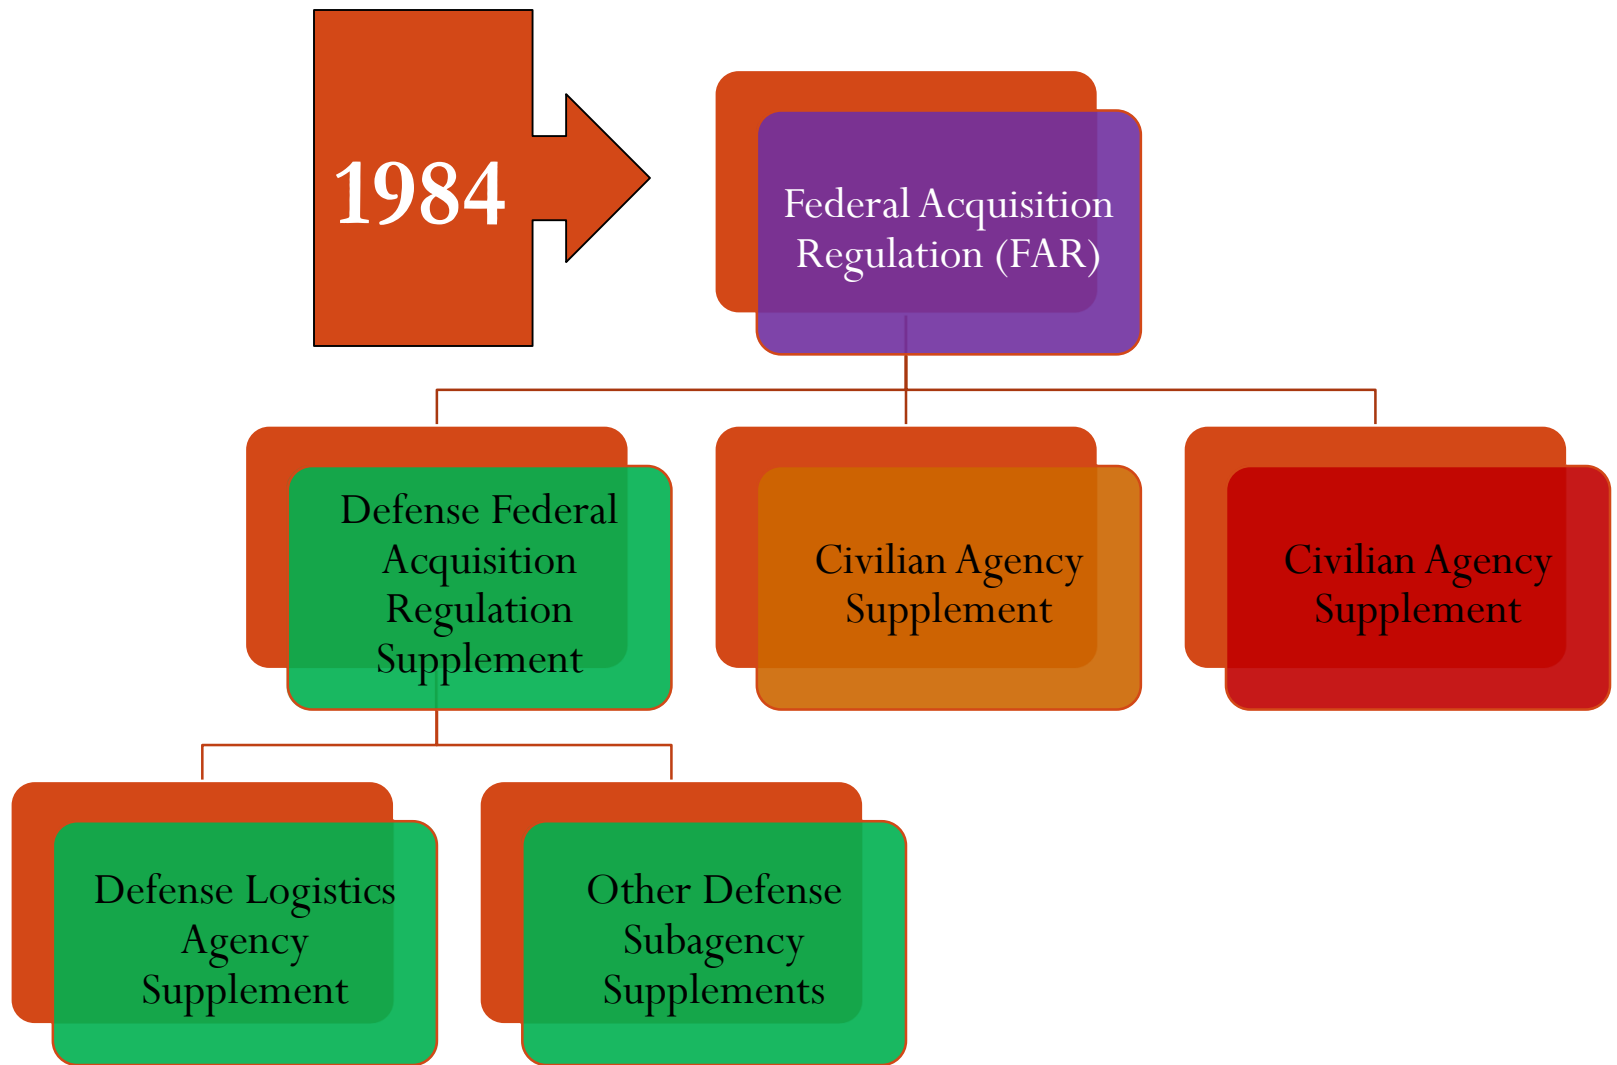 1984
Federal Acquisition
Regulation (FAR)
Defense Federal
Acquisition
Regulation
Supplement
Civilian Agency
Supplement
Civilian Agency
Supplement
Defense Logistics
Agency
Supplement
Other Defense
Subagency
Supplements